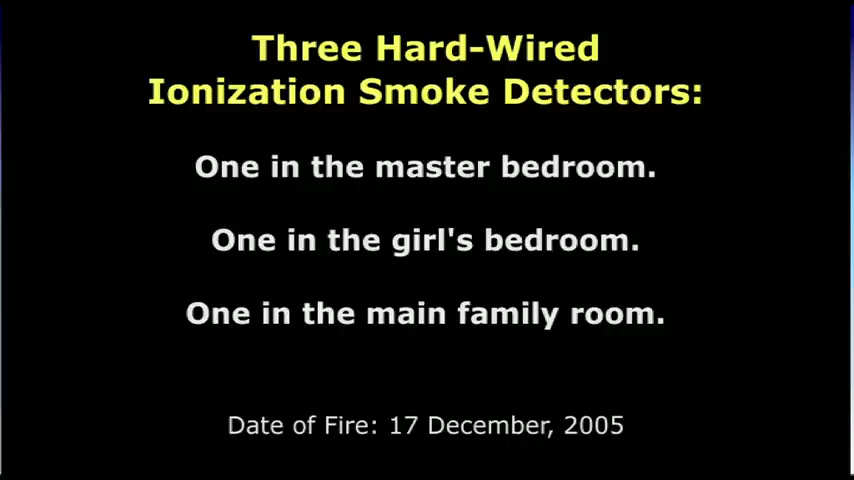 Three Hard-Wired
Ionization Smoke Detectors:
One in the master bedroom.
One in the girl's bedroom.
One in the main family room.
Date of Fire: 17 December, 2005